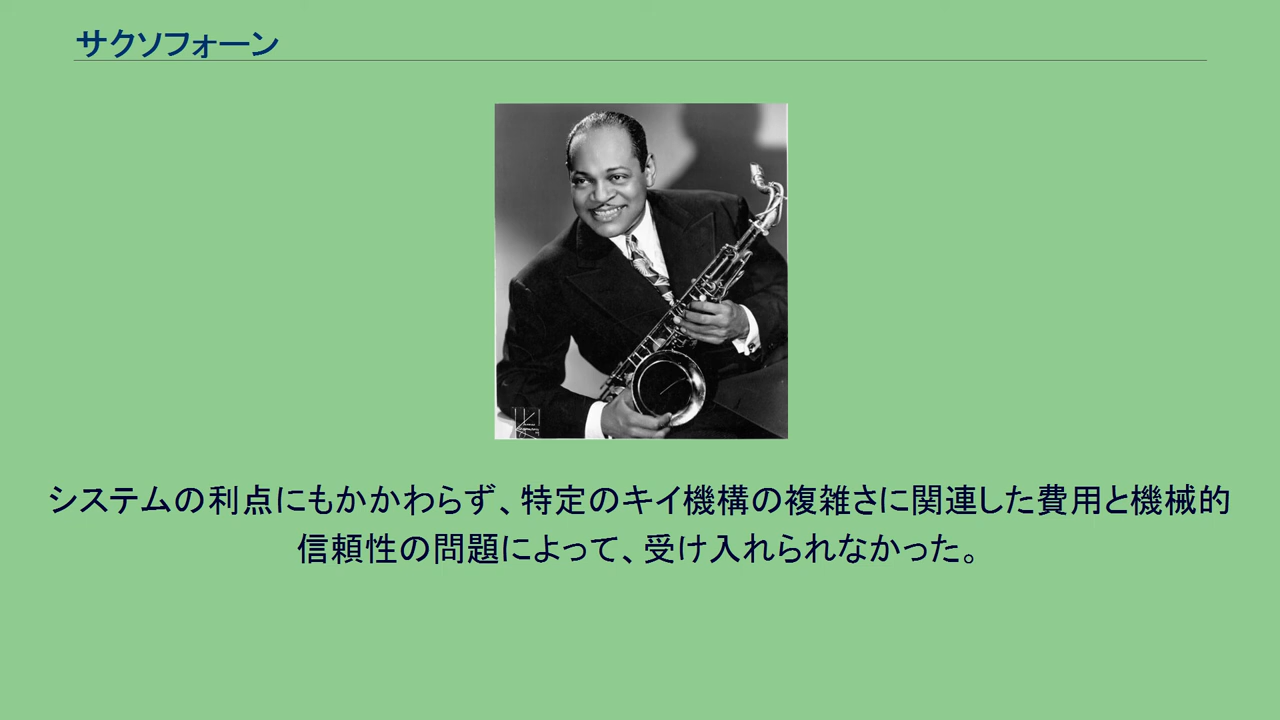 サクソフォーン
システムの利点にもかかわらず、特定のキイ機構の複雑さに関連した費用と機械的
信頼性の問題によって、受け入れられなかった。